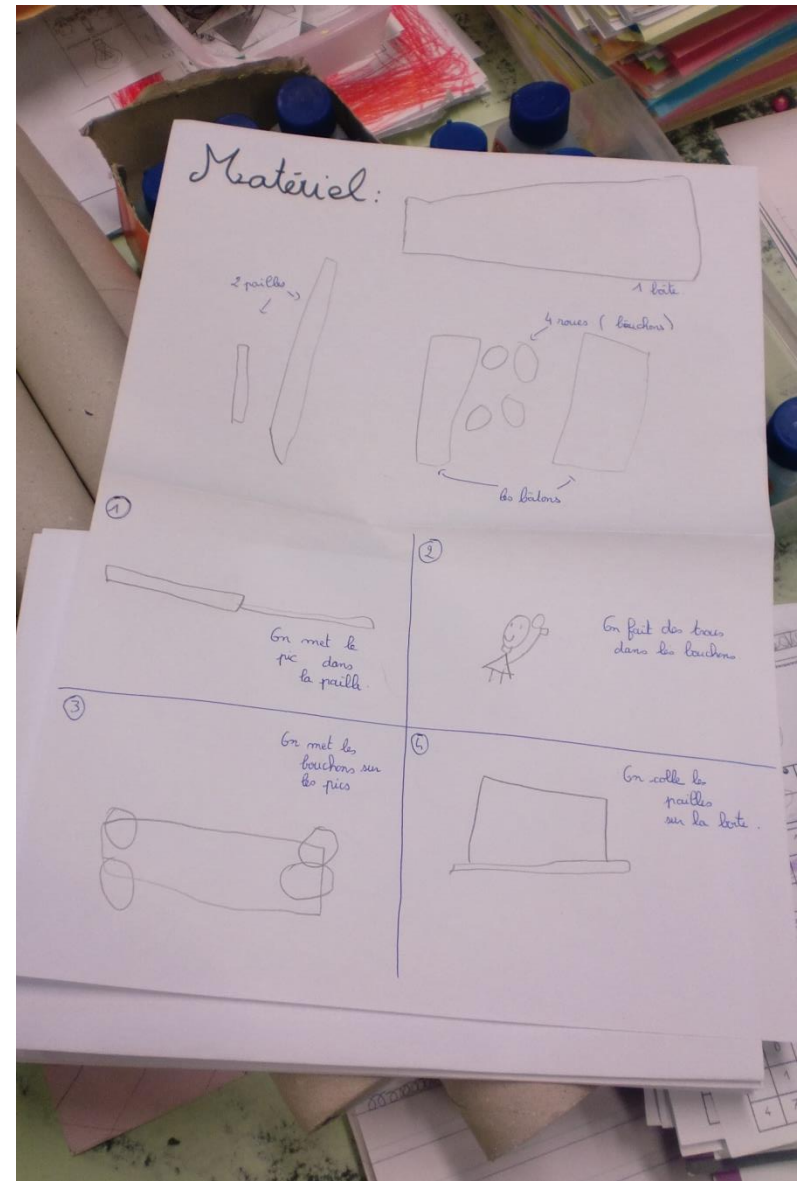 Matériel :
1 boîte
2 pailles
4 roues (bouchons)
les bâtons
1
On met le
pic dans
la paille.
2
On fait des trous
dans les bouchons
3
On met les
bouchons sur
les pics
4
On colle les
pailles
sur la boîte.